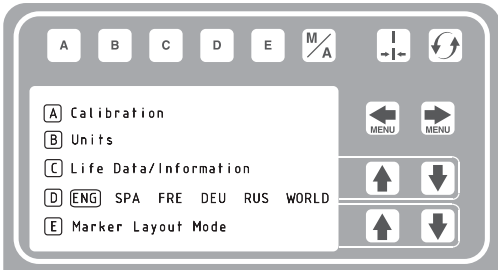 A B C D E M/A
MENU MENU
A Calibration
B Units
C Life Data/Information
D ENG SPA FRE DEU RUS WORLD
E Marker Layout Mode